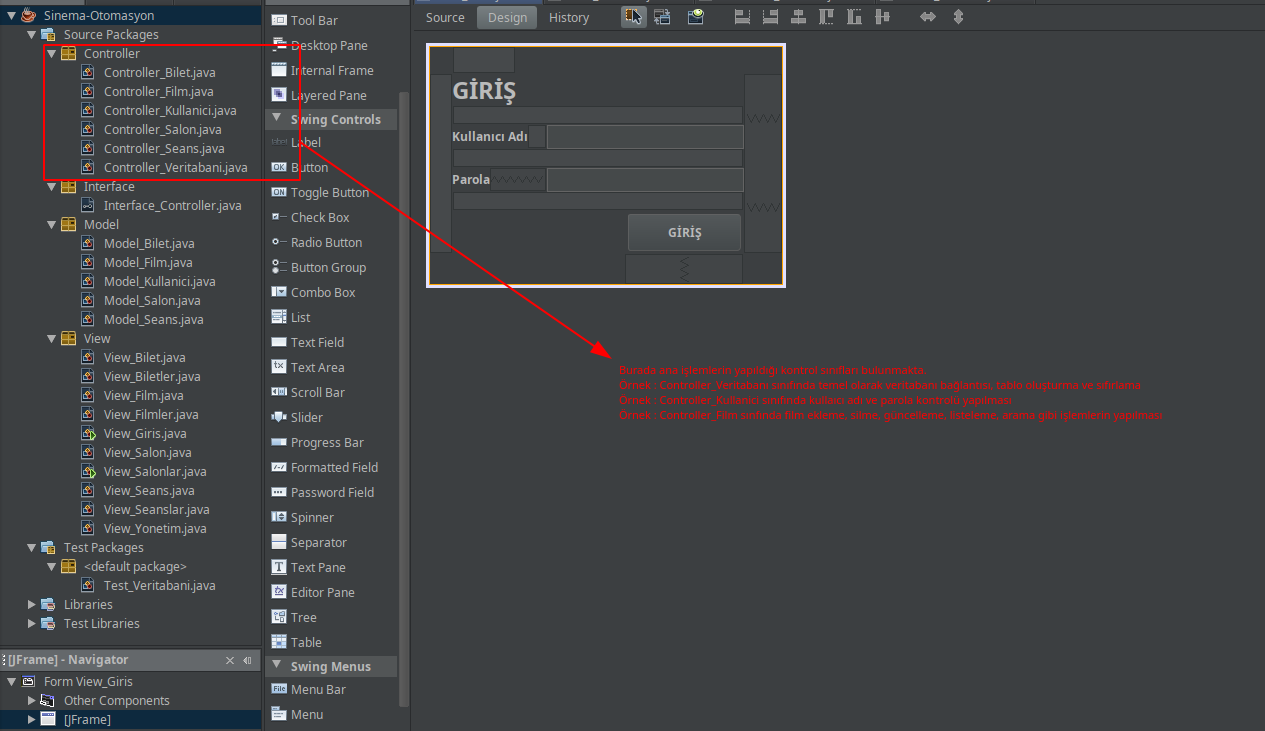 Sinema-Otomasyon
Source Packages
Controller
Controller_Bilet.java
Controller_Film.java
Controller_Kullanici.java
Controller_Salon.java
Controller_Seans.java
Controller_Veritabani.java
Interface
Interface_Controller.java
Model
Model_Bilet.java
Model_Film.java
Model_Kullanici.java
Model_Salon.java
Model_Seans.java
View
View_Bilet.java
View_Biletler.java
View_Film.java
View_Filmler.java
View_Giris.java
View_Salon.java
View_Salonlar.java
View_Seans.java
View_Seanslar.java
View_Yonetim.java
Test Packages
<default package>
Test_Veritabani.java
Libraries
Test Libraries
[JFrame] - Navigator
Form View_Giris
Other Components
[JFrame]
Tool Bar
Desktop Pane
Internal Frame
Layered Pane
Swing Controls
label Label
OK Button
ON Toggle Button
Check Box
Radio Button
Button Group
Combo Box
List
Text Field
Text Area
Scroll Bar
Slider
Progress Bar
Formatted Field
Password Field
Spinner
Separator
Text Pane
Editor Pane
Tree
Table
Swing Menus
File Menu Bar
Menu
Source Design History
GİRİŞ
Kullanıcı Adı
Parola
GİRİŞ
Burada ana işlemlerin yapıldığı kontrol sınıfları bulunmakta.
Örnek : Controller_Veritabani sınıfında temel olarak veritabanı bağlantısı, tablo oluşturma ve sıfırlama
Örnek : Controller_Kullanici sınıfında kullanı adı ve parola kontrolü yapılması
Örnek : Controller_Film sınfında film ekleme, silme, güncelleme, listeleme, arama gibi işlemlerin yapılması